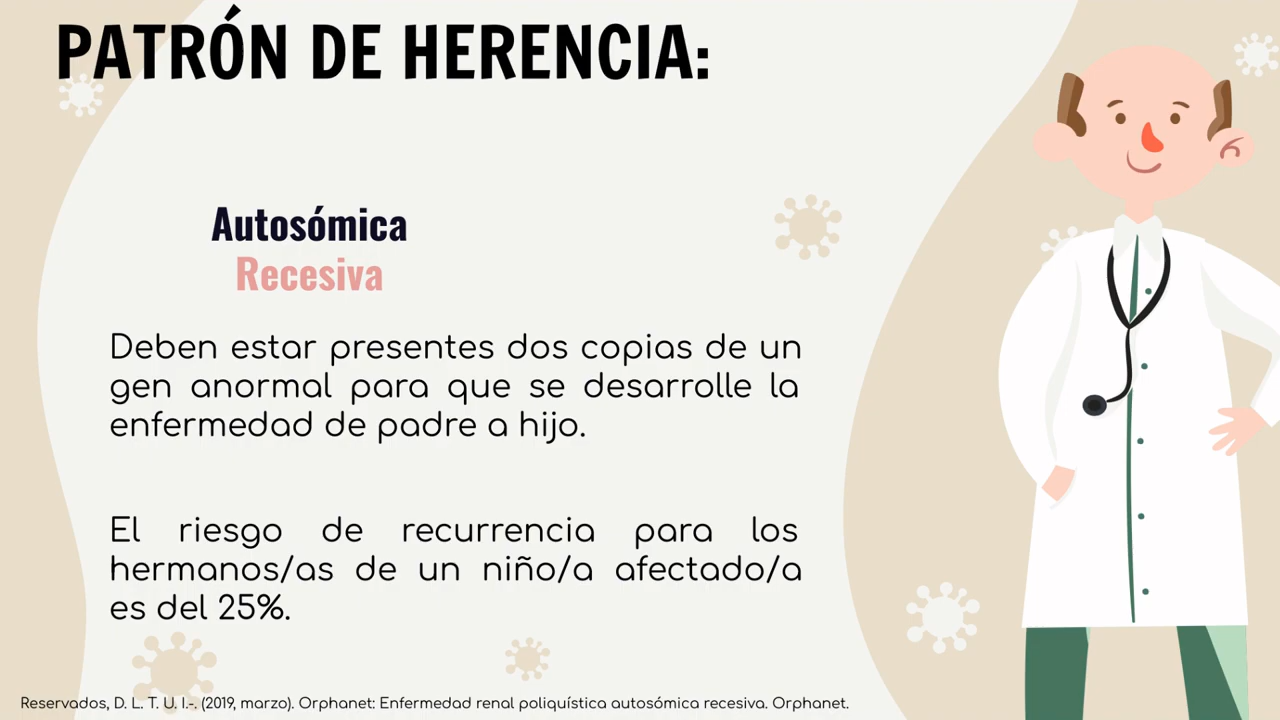 PATRÓN DE HERENCIA:
Autosómica
Recesiva
Deben estar presentes dos copias de un
gen anormal para que se desarrolle la
enfermedad de padre a hijo.
El riesgo de recurrencia para los
hermanos/as de un niño/a afectado/a
es del 25%.
Reservados, D. L. T. U. I.-. (2019, marzo). Orphanet: Enfermedad renal poliquística autosómica recesiva. Orphanet.